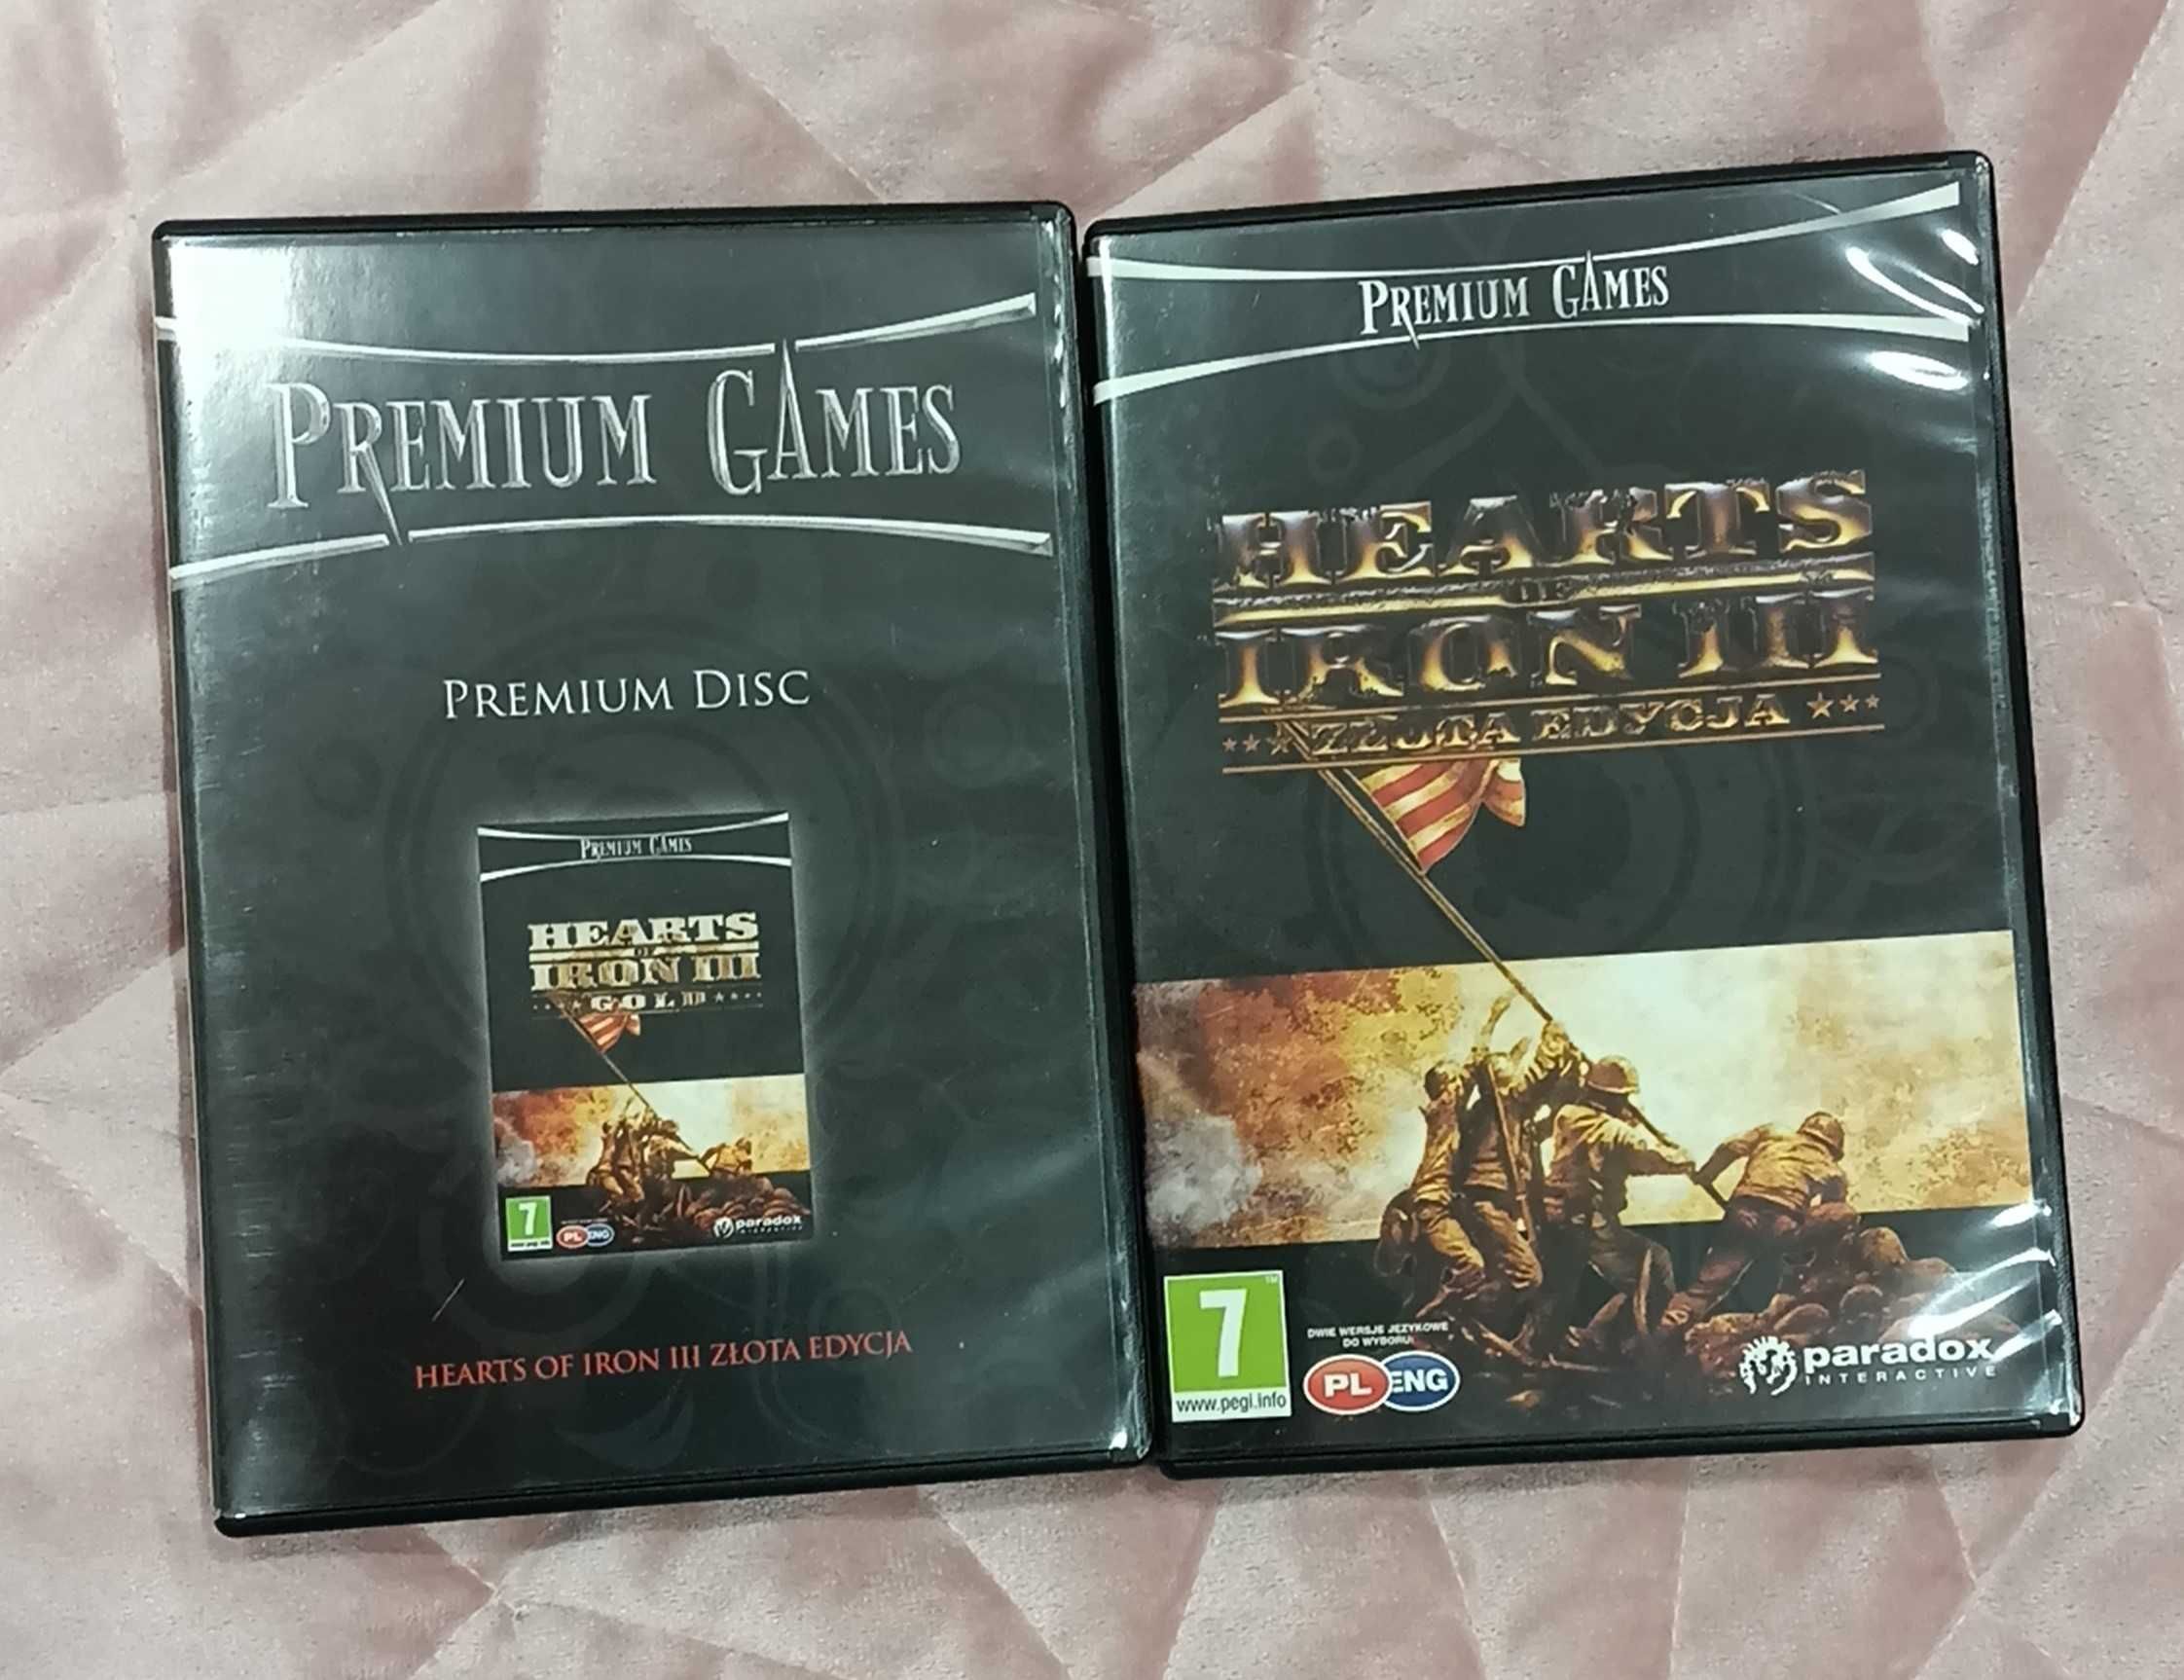 PREMIUM GAMES
PREMIUM DISC
PREMIUM GAMES
HEARTS
OF
IRON III
GOLD
7
PL ENG
paradox
HEARTS OF IRON III ZŁOTA EDYCJA
PREMIUM GAMES
HEARTS
OF
IRON III
ZŁOTA EDYCJA
7
TM
www.pegi.info
DWIE WERSJE JĘZYKOWE
DO WYBORU:
PL ENG
paradox
INTERACTIVE